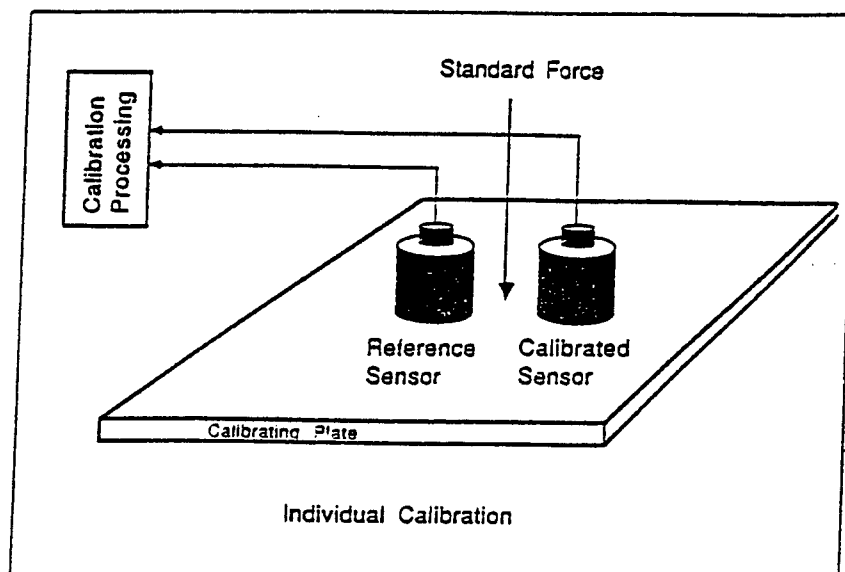 Standard Force
Calibration
Processing
Reference
Sensor
Calibrated
Sensor
Calibrating Plate
Individual Calibration